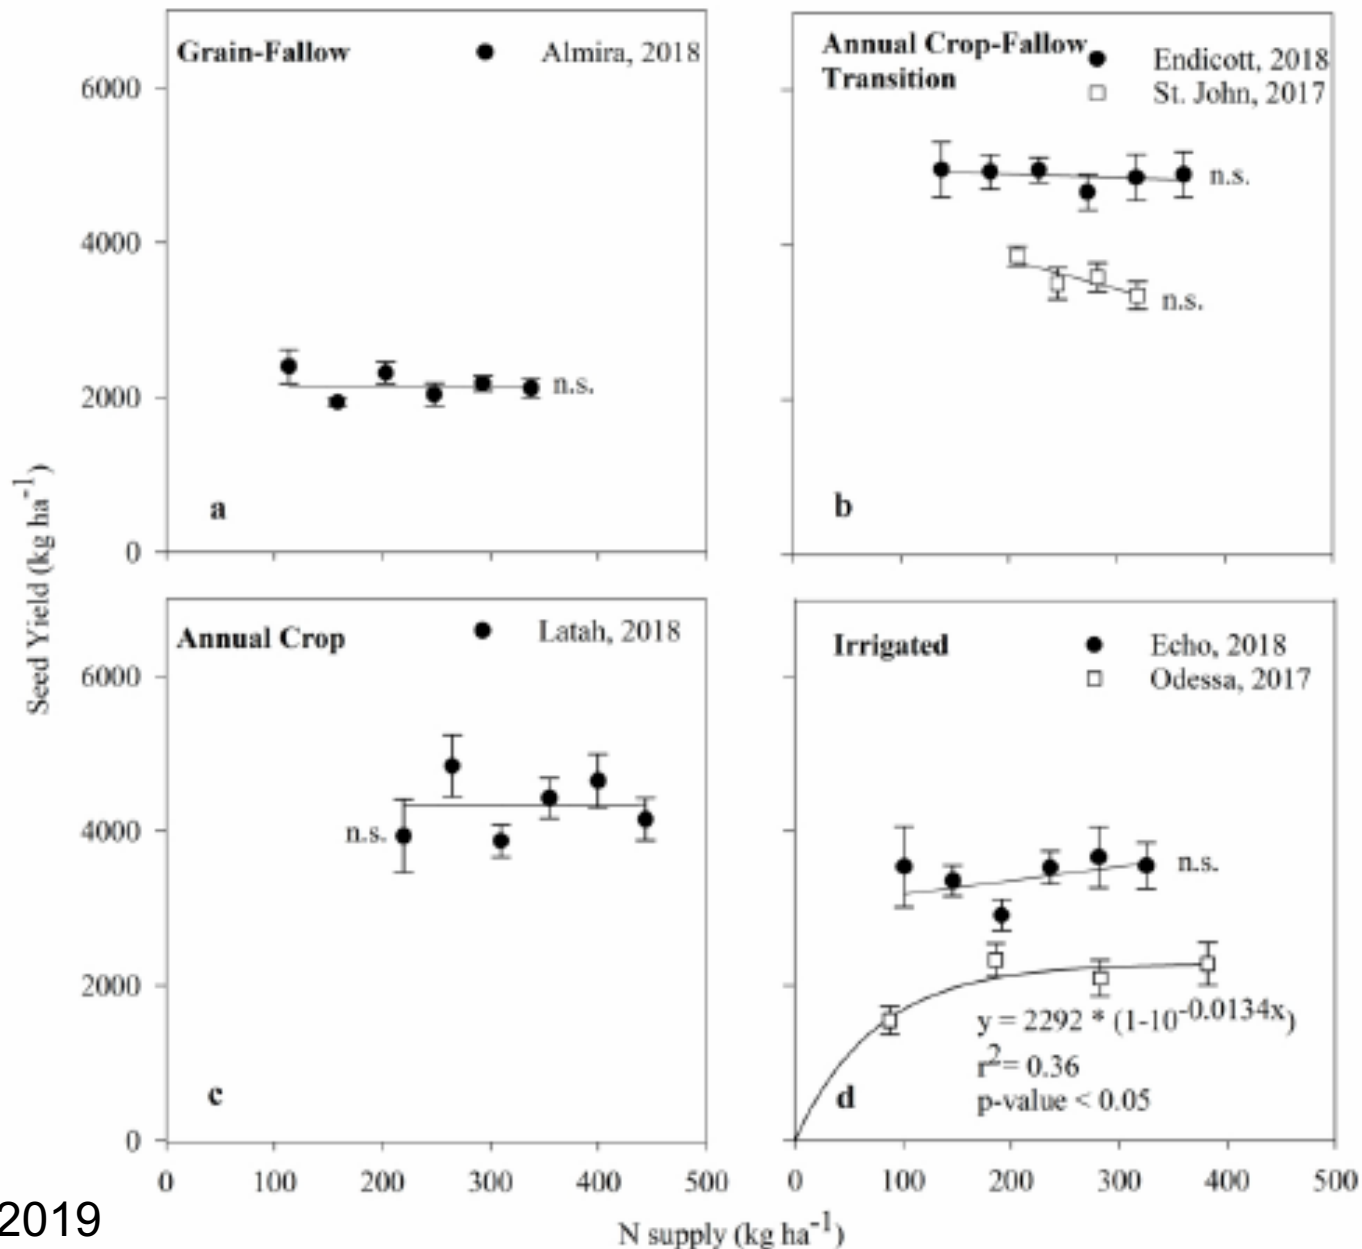 Grain-Fallow
Almira, 2018
6000
4000
2000
0
n.s.
a
Annual Crop-Fallow
Transition
Endicott, 2018
St. John, 2017
n.s.
n.s.
b
Seed Yield (kg ha⁻¹)
Annual Crop
Latah, 2018
6000
4000
2000
0
n.s.
c
0 100 200 300 400 500
Irrigated
Echo, 2018
Odessa, 2017
n.s.
y = 2292 * (1-10^-0.0134x)
r² = 0.36
p-value < 0.05
d
0 100 200 300 400 500
N supply (kg ha⁻¹)
2019